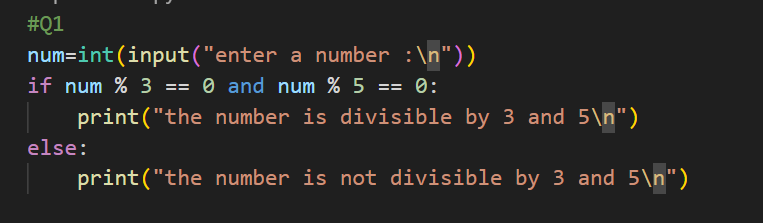 #Q1
num=int(input("enter a number :\n"))
if num % 3 == 0 and num % 5 == 0:
    print("the number is divisible by 3 and 5\n")
else:
    print("the number is not divisible by 3 and 5\n")